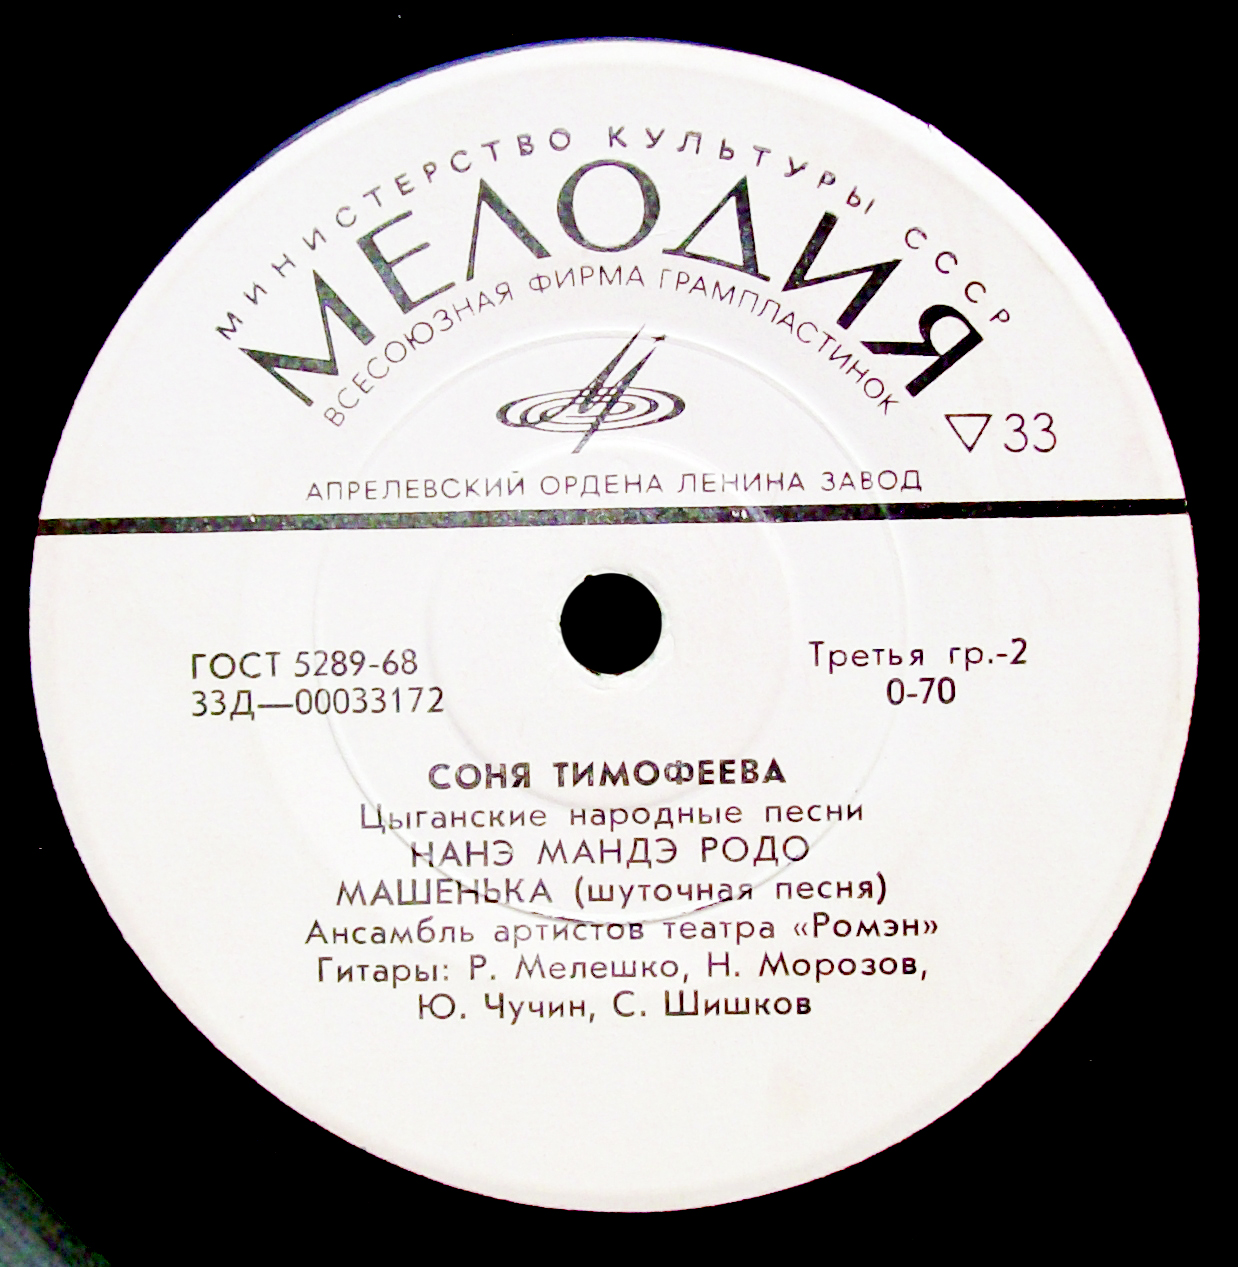 МИНИСТЕРСТВО КУЛЬТУРЫ СССР
МЕЛОДИЯ
ВСЕСОЮЗНАЯ ФИРМА ГРАМПЛАСТИНОК
33
АПРЕЛЕВСКИЙ ОРДЕНА ЛЕНИНА ЗАВОД
ГОСТ 5289-68
33Д—00033172
Третья гр.-2
0-70
СОНЯ ТИМОФЕЕВА
Цыганские народные песни
НАНЭ МАНДЭ РОДО
МАШЕНЬКА (шуточная песня)
Ансамбль артистов театра «Ромэн»
Гитары: Р. Мелешко, Н. Морозов,
Ю. Чучин, С. Шишков